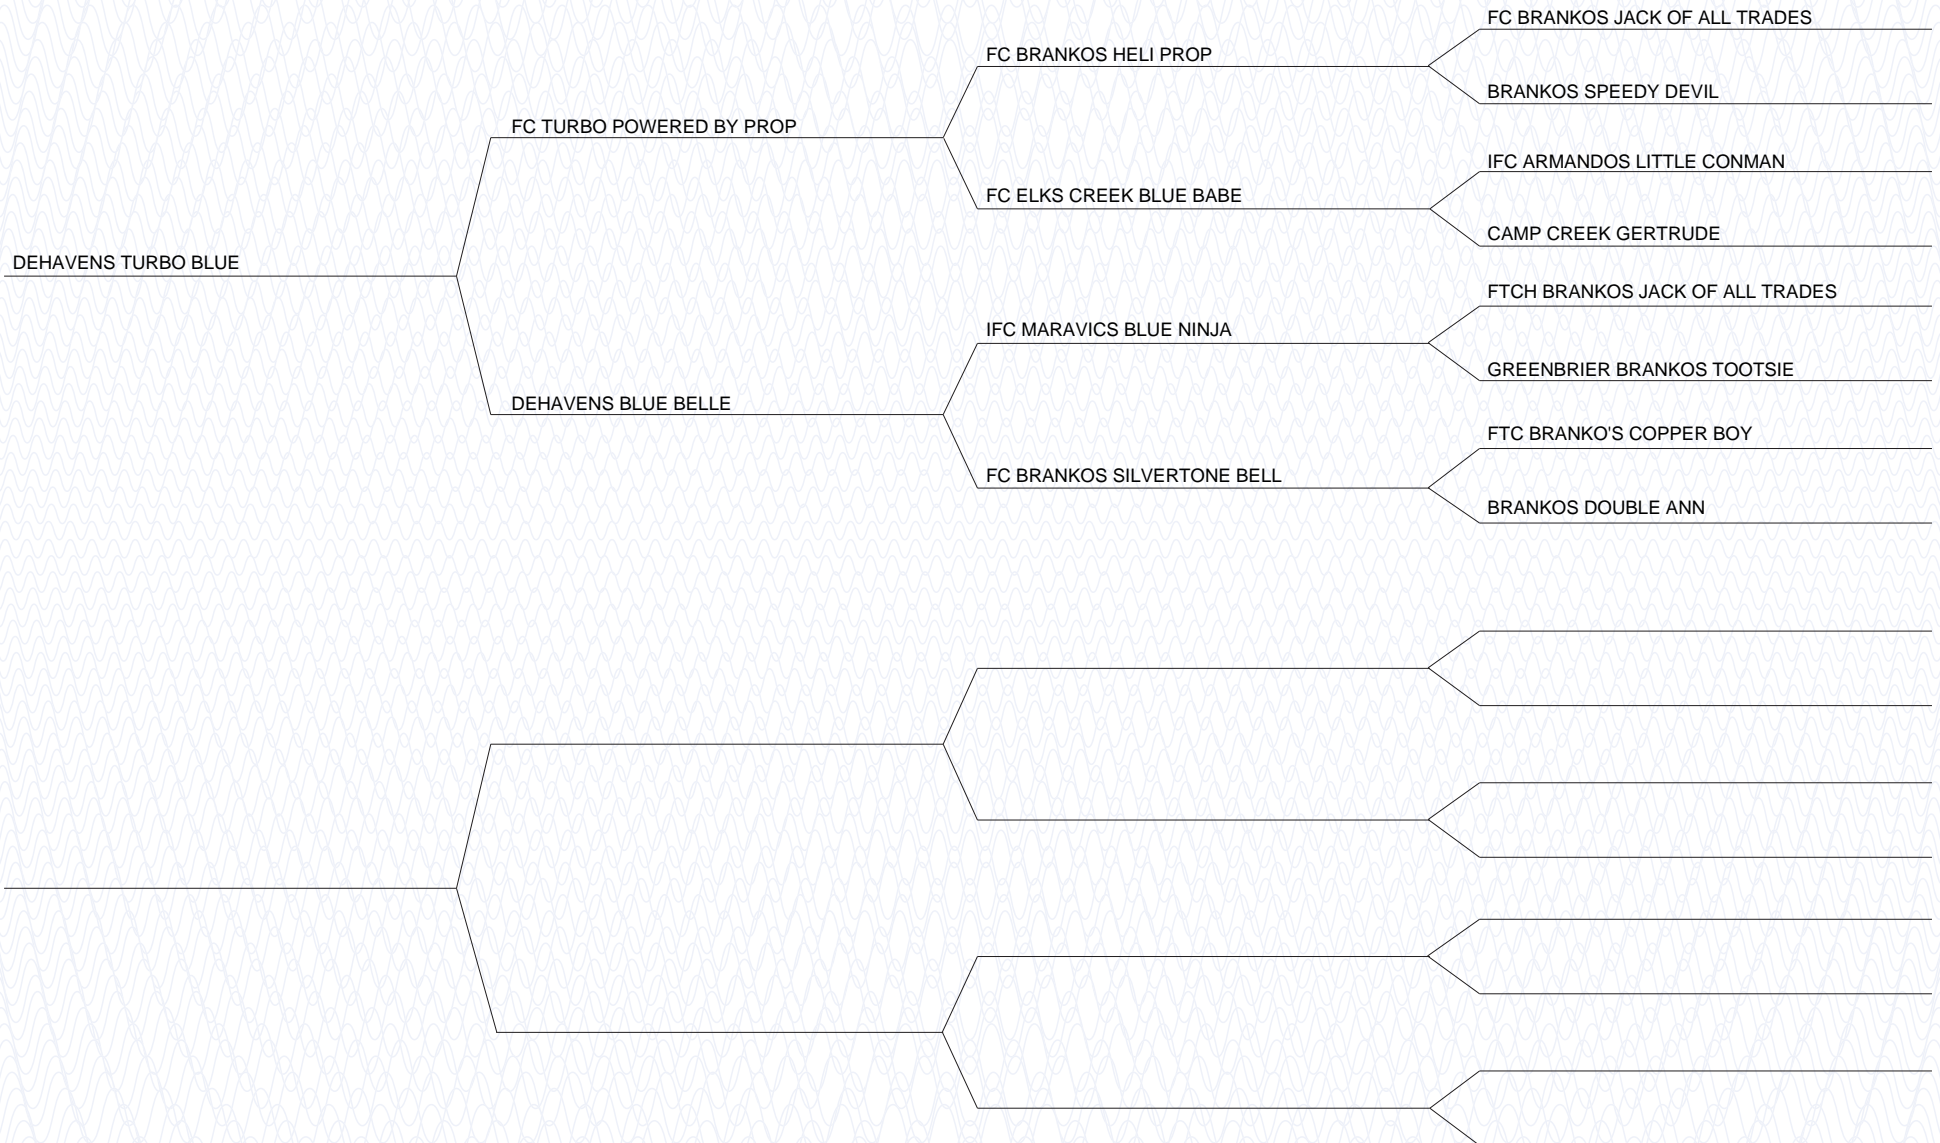 FC BRANKOS JACK OF ALL TRADES
FC BRANKOS HELI PROP
BRANKOS SPEEDY DEVIL
FC TURBO POWERED BY PROP
IFC ARMANDOS LITTLE CONMAN
FC ELKS CREEK BLUE BABE
CAMP CREEK GERTRUDE
DEHAVENS TURBO BLUE
FTCH BRANKOS JACK OF ALL TRADES
IFC MARAVICS BLUE NINJA
GREENBRIER BRANKOS TOOTSIE
DEHAVENS BLUE BELLE
FTC BRANKO'S COPPER BOY
FC BRANKOS SILVERTONE BELL
BRANKOS DOUBLE ANN